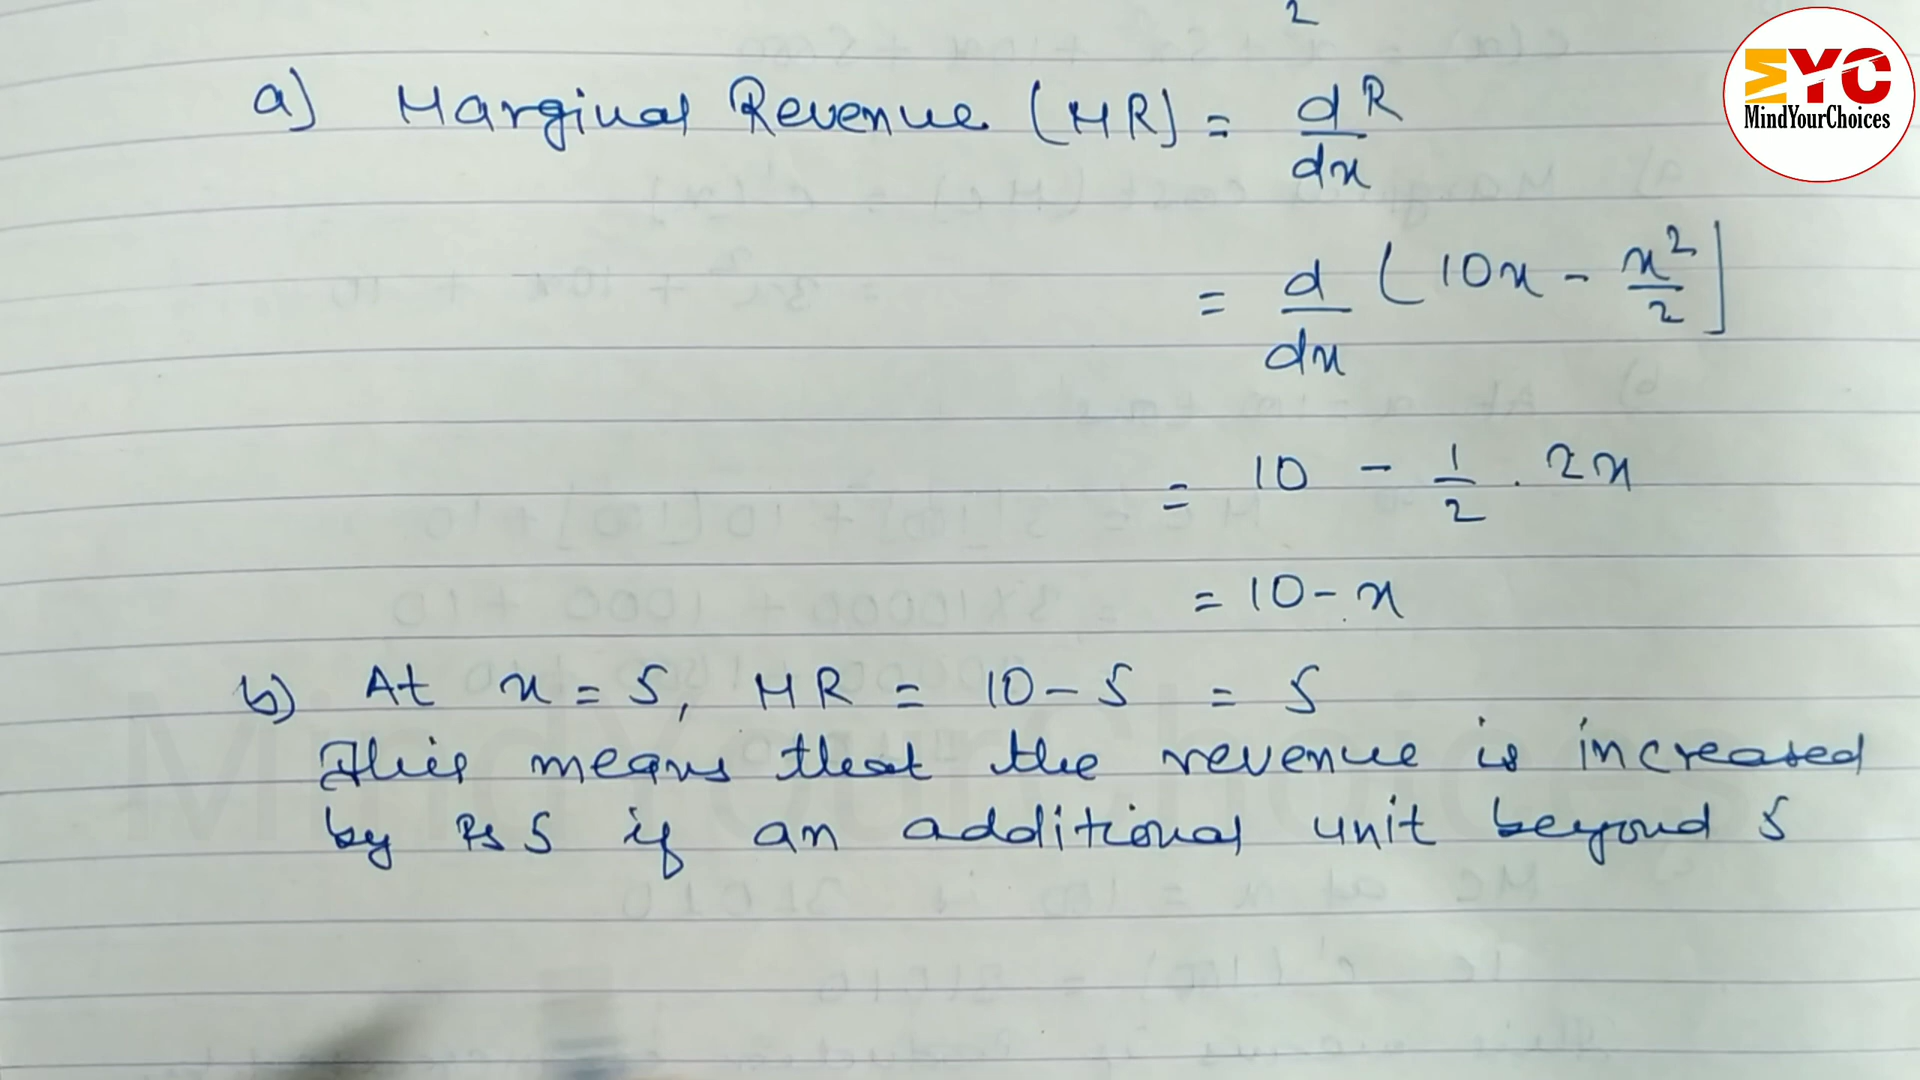 2
a) Marginal Revenue (MR) = dR/dx
= d/dx (10x - x²/2)
= 10 - 1/2 . 2x
= 10 - x
b) At x = 5, MR = 10 - 5 = 5
This means that the revenue is increased
by Rs 5 if an additional unit beyond 5
MYC
MindYourChoices
MindYourChoices